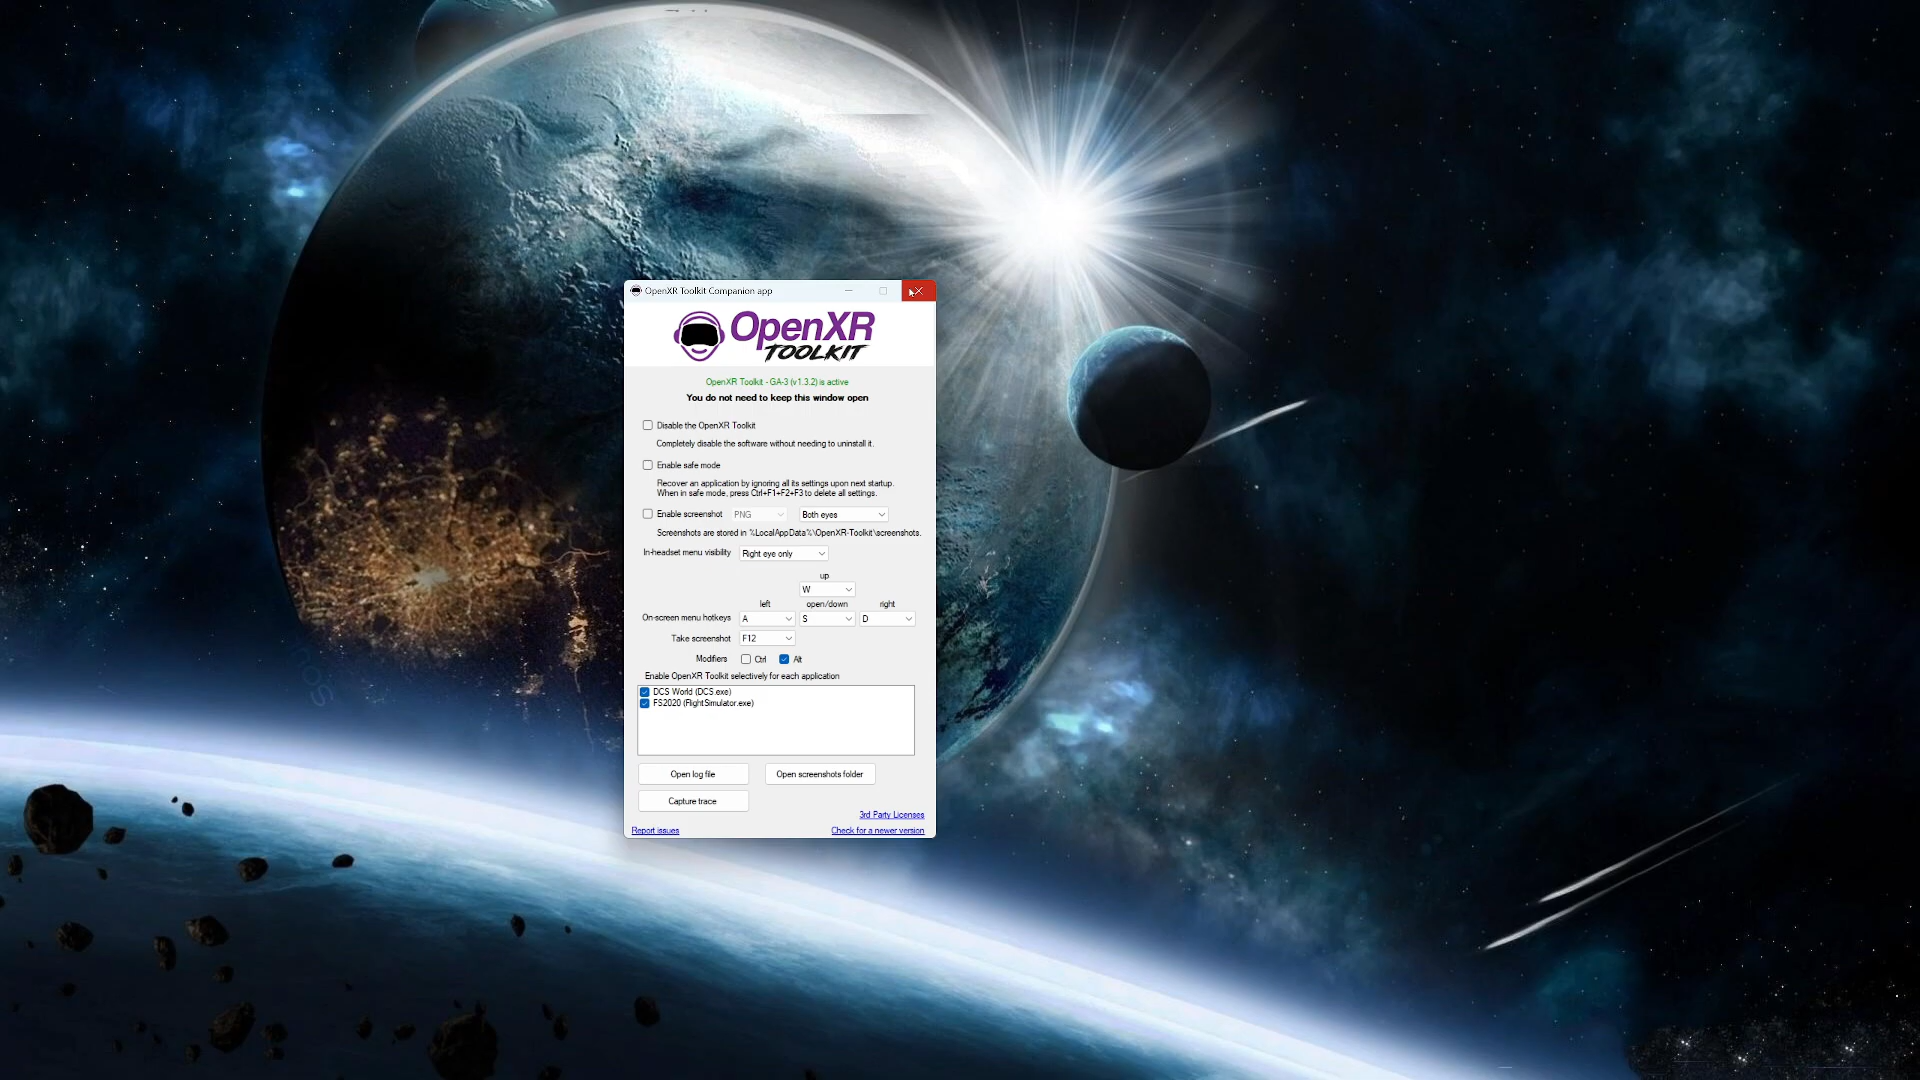 OpenXR Toolkit Companion app
OpenXR
TOOLKIT
OpenXR Toolkit - GA-3 (v1.3.2) is active
You do not need to keep this window open
Disable the OpenXR Toolkit
Completely disable the software without needing to uninstall it.
Enable safe mode
Recover an application by ignoring all its settings upon next startup.
When in safe mode, press Ctrl+F1+F2+F3 to delete all settings.
Enable screenshot PNG Both eyes
Screenshots are stored in %LocalAppData%\OpenXR-Toolkit\screenshots.
In-headset menu visibility Right eye only
up
W
left open/down right
On-screen menu hotkeys A S D
Take screenshot F12
Modifiers Ctrl Alt
Enable OpenXR Toolkit selectively for each application
DCS World (DCS.exe)
FS2020 (FlightSimulator.exe)
Open log file Open screenshots folder
Capture trace
3rd Party Licenses
Report issues Check for a newer version